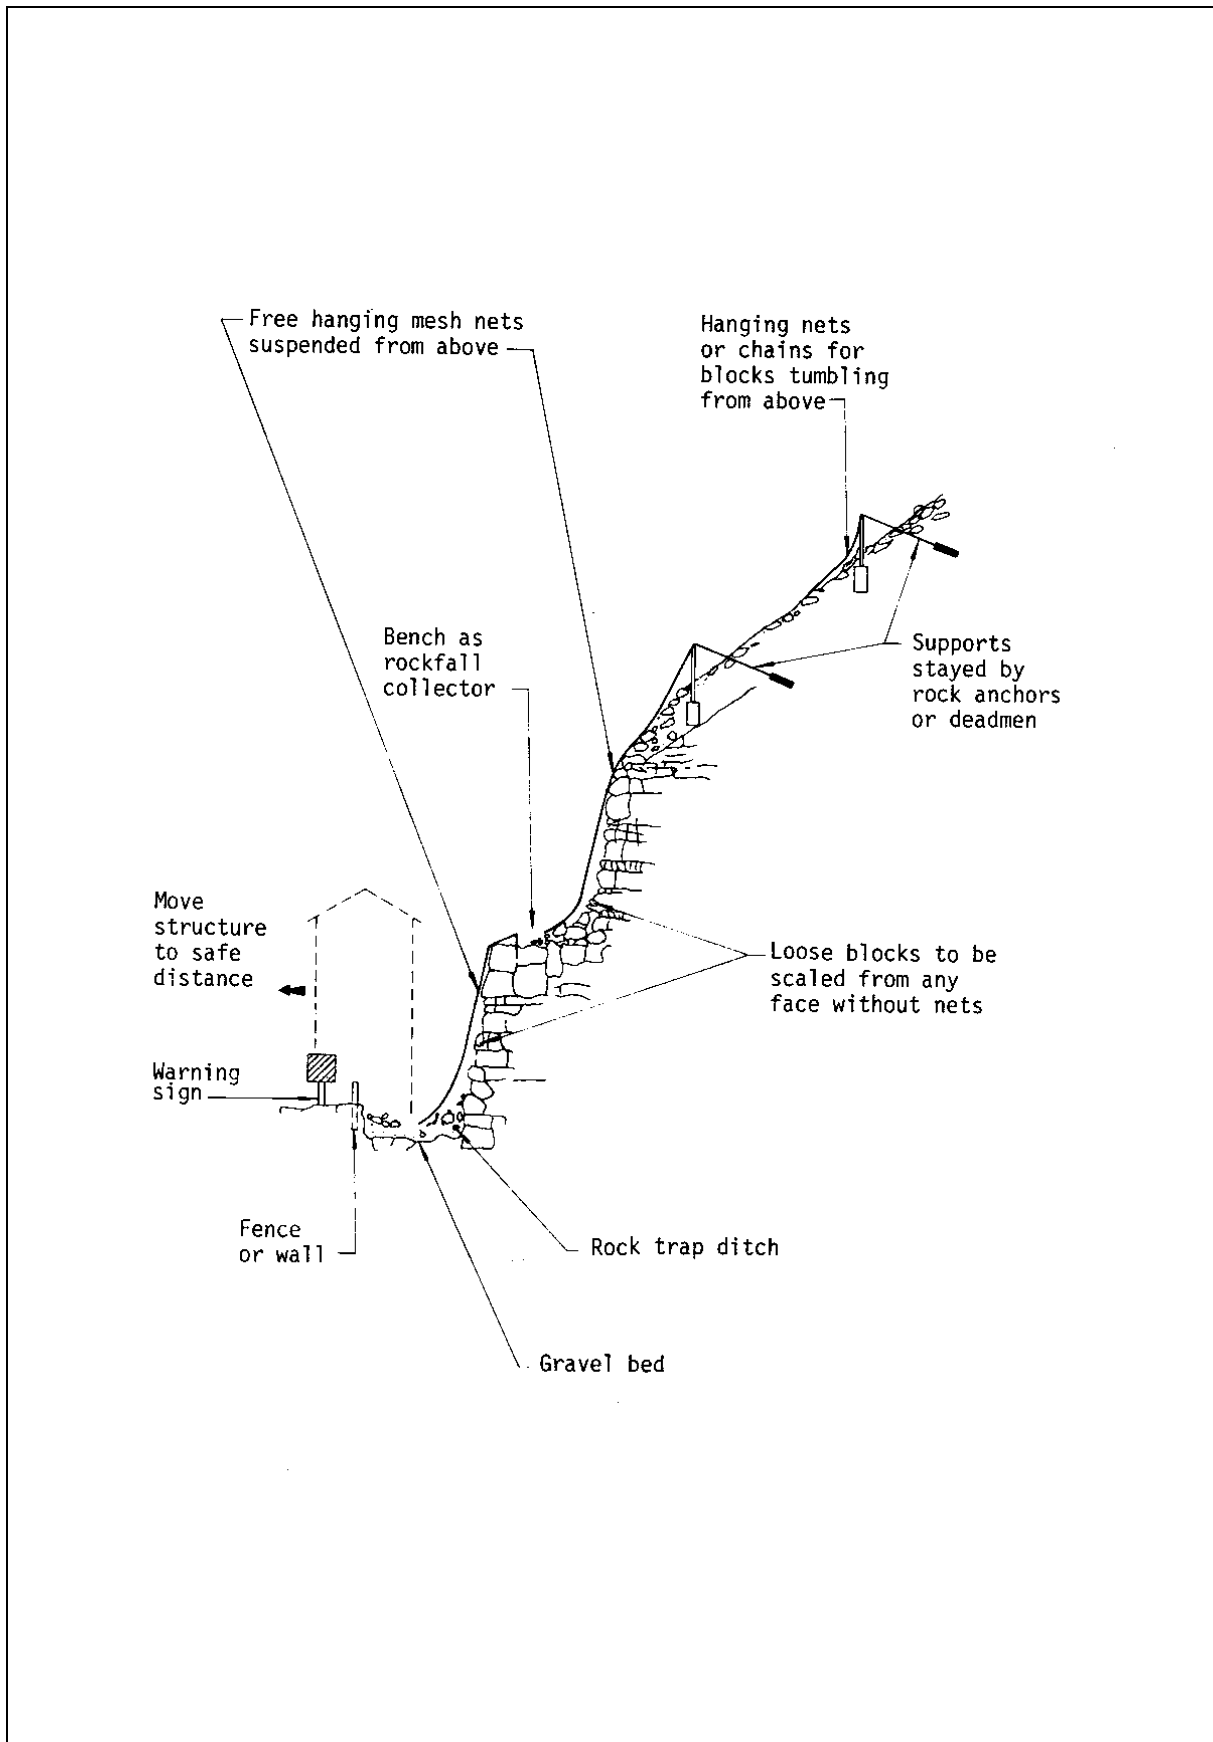 Free hanging mesh nets
suspended from above
Hanging nets
or chains for
blocks tumbling
from above
Bench as
rockfall
collector
Supports
stayed by
rock anchors
or deadmen
Move
structure
to safe
distance
Loose blocks to be
scaled from any
face without nets
Warning
sign
Fence
or wall
Rock trap ditch
Gravel bed